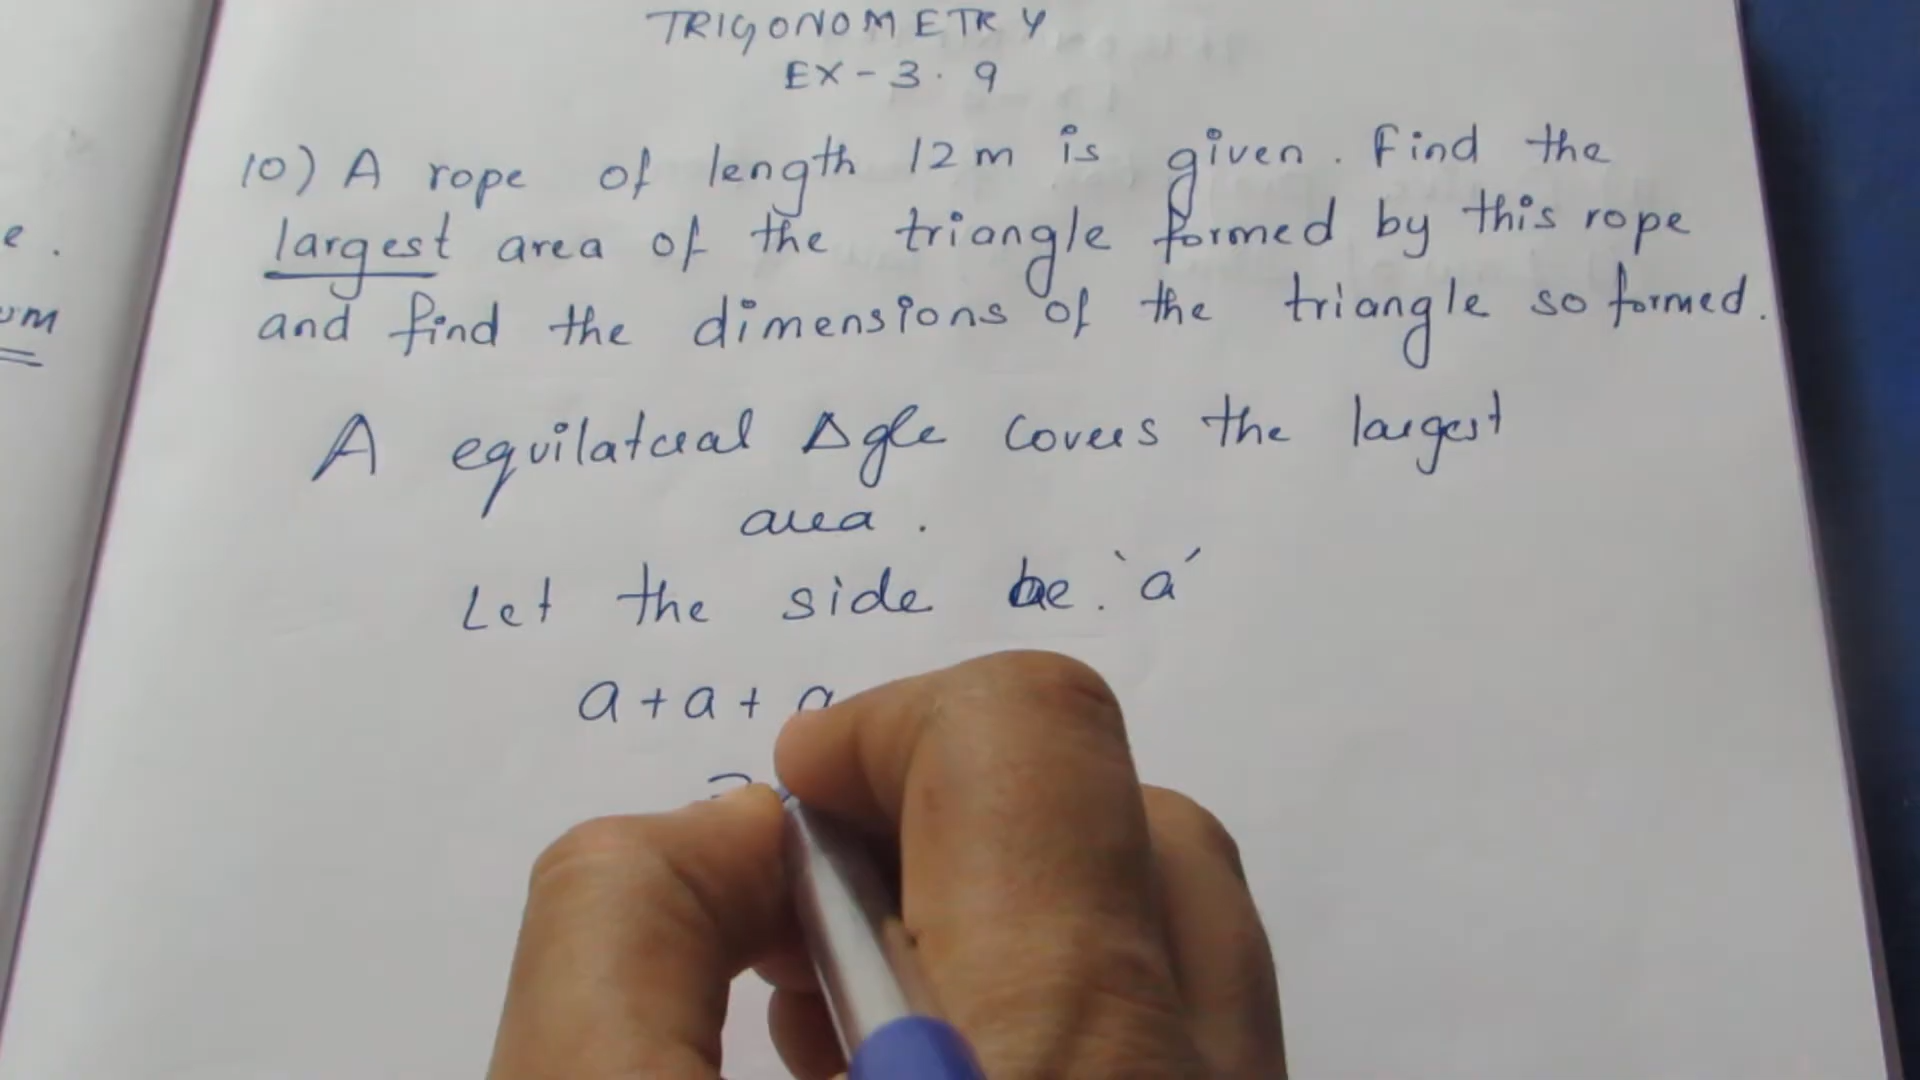 TRIGONOMETRY
EX - 3.9
10) A rope of length 12m is given. Find the
largest area of the triangle formed by this rope
and find the dimensions of the triangle so formed.
A equilateral Δgle covers the largest
area.
Let the side be. 'a'
a + a + a
3
e.